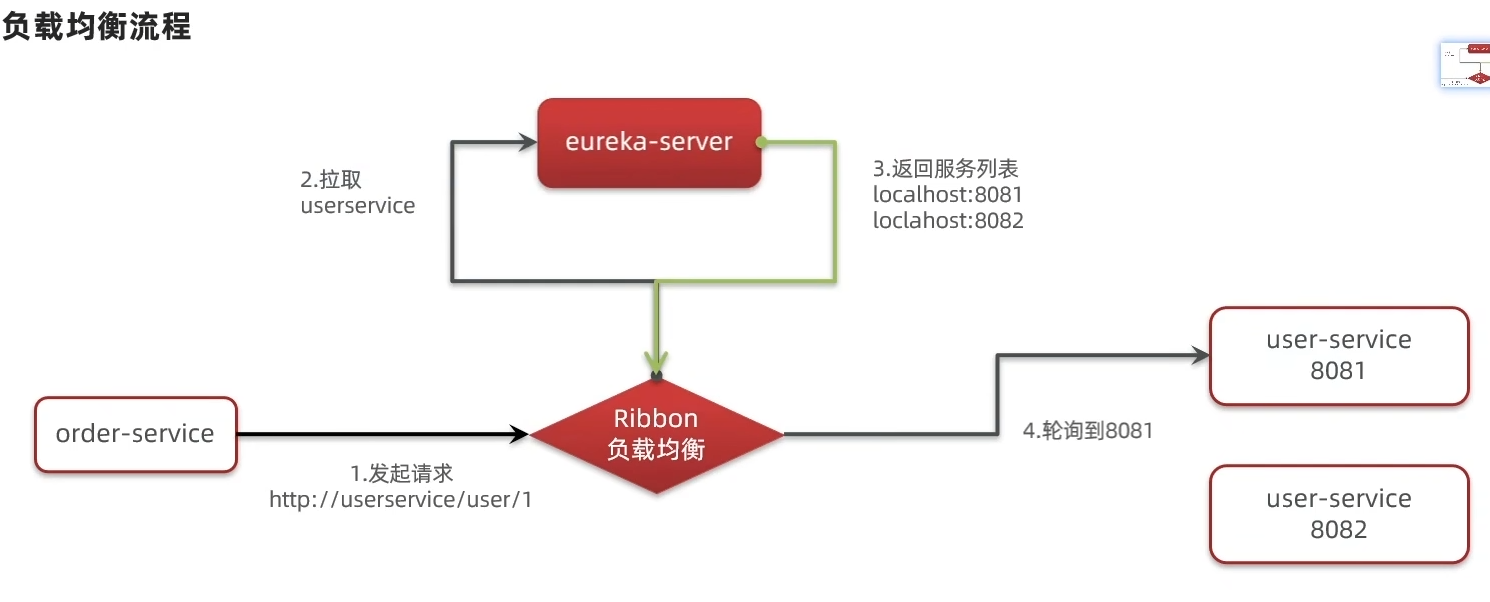 负载均衡流程
eureka-server
2.拉取
userservice
3.返回服务列表
localhost:8081
loclahost:8082
order-service
1.发起请求
http://userservice/user/1
Ribbon
负载均衡
4.轮询到8081
user-service
8081
user-service
8082